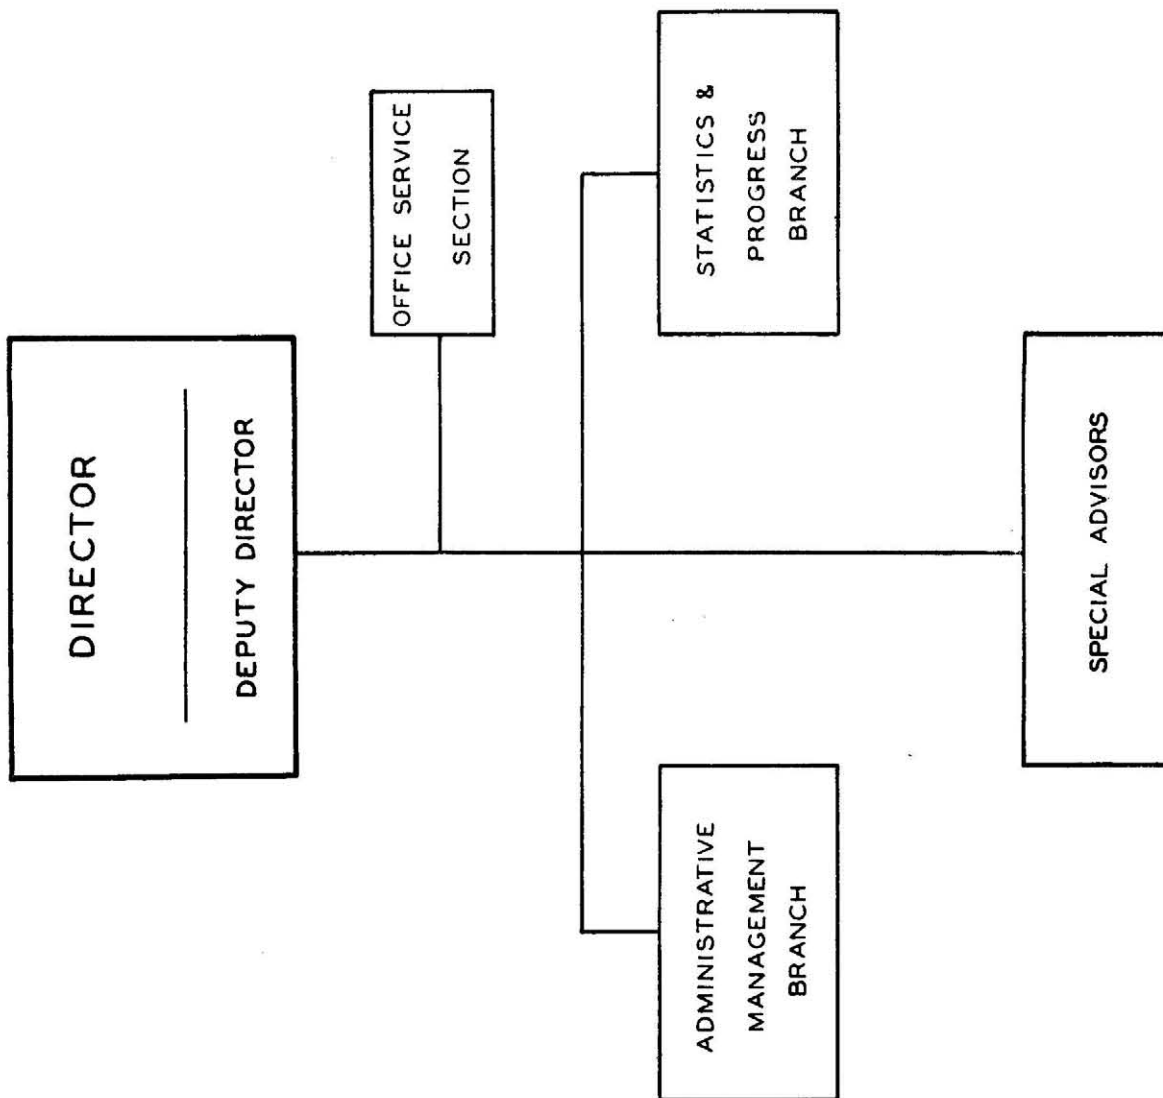 DIRECTOR
DEPUTY DIRECTOR
OFFICE SERVICE
SECTION
ADMINISTRATIVE
MANAGEMENT
BRANCH
STATISTICS &
PROGRESS
BRANCH
SPECIAL ADVISORS